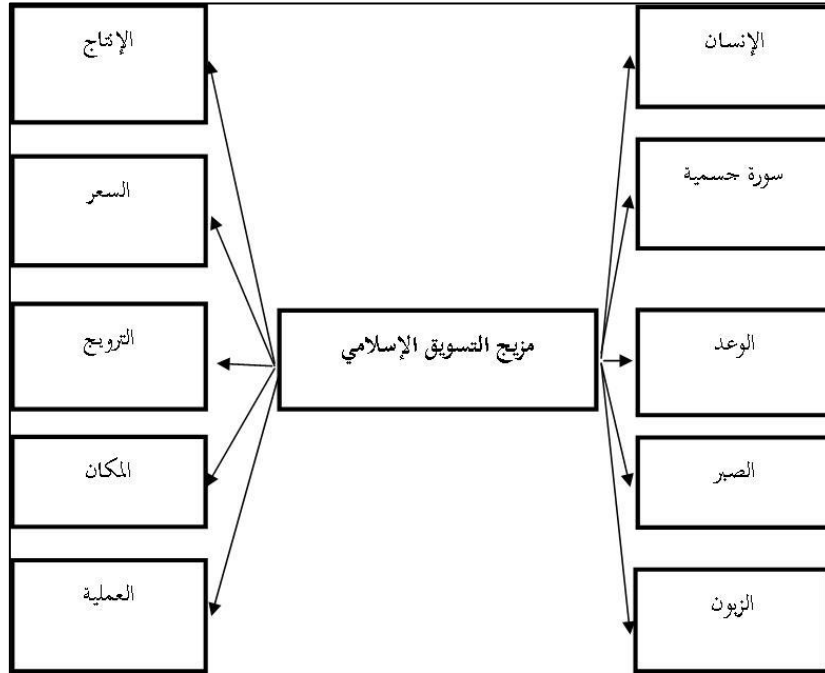 الإنسان
سورة جسمية
الوعد
الصبر
الزبون
مزيج التسويق الإسلامي
الإنتاج
السعر
الترويج
المكان
العملية